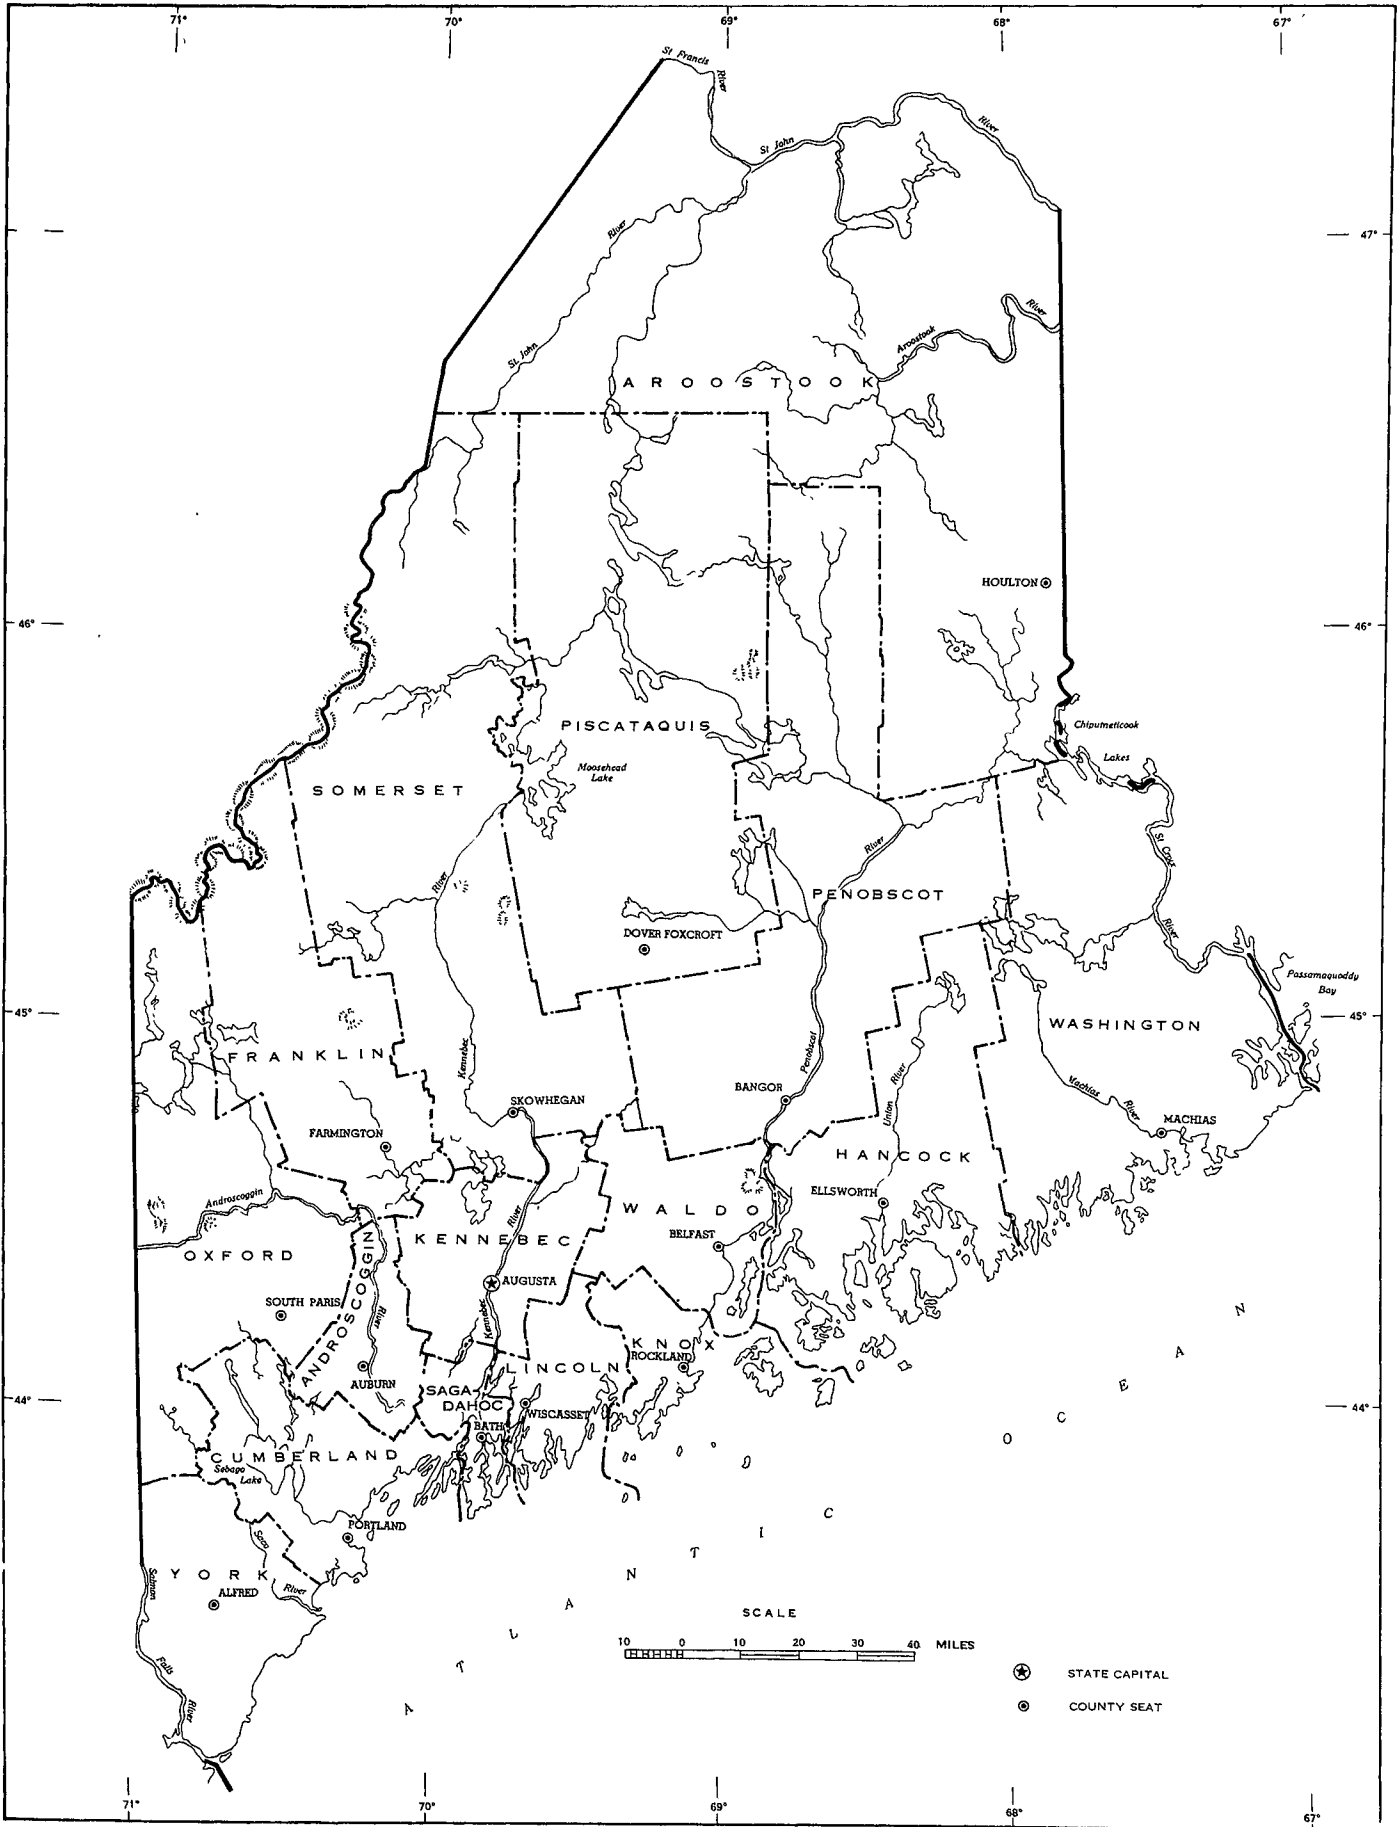 71° 70° 69° 68° 67°
St Francis
River
St John
River
River
47°
St John
Aroostook
River
AROOSTOOK
HOULTON
46° 46°
PISCATAQUIS
Chiputneticook
Lakes
Moosehead
Lake
SOMERSET
River
River
St Croix
River
PENOBSCOT
DOVER FOXCROFT
Passamaquoddy
Bay
45° 45°
WASHINGTON
FRANKLIN
Kennebec
Penobscot
Union River
Machias River
BANGOR
SKOWHEGAN
MACHIAS
FARMINGTON
HANCOCK
ELLSWORTH
Androscoggin
River
WALDO
BELFAST
KENNEBEC
OXFORD
AUGUSTA
SOUTH PARIS
ANDROSCOGGIN
River
Kennebec
KNOX
ROCKLAND
LINCOLN
AUBURN
SAGA
DAHOC
WISCASSET
BATH
44° 44°
CUMBERLAND
Sebago
Lake
PORTLAND
Saco
River
YORK
ALFRED
Salmon
Falls
River
ATLANTIC OCEAN
SCALE
10 0 10 20 30 40 MILES
STATE CAPITAL
COUNTY SEAT
71° 70° 69° 68° 67°